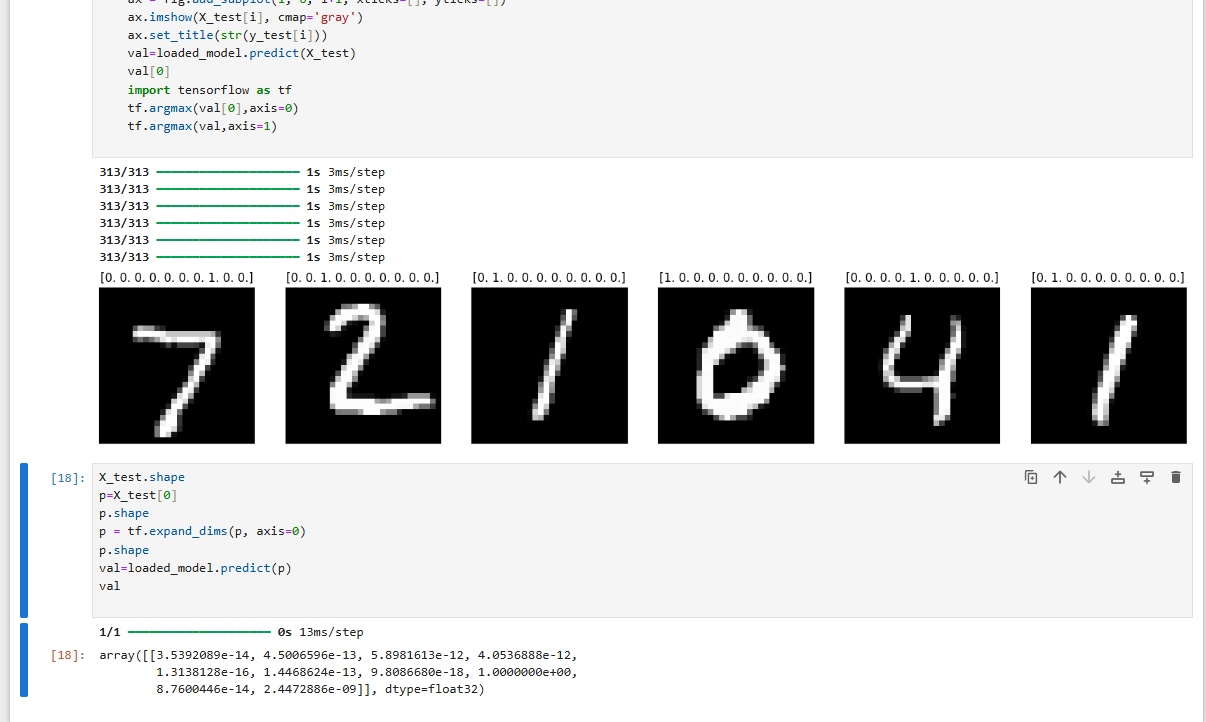 ax = fig.add_subplot(1, 6, i+1, xticks=[], yticks=[])
ax.imshow(X_test[i], cmap='gray')
ax.set_title(str(y_test[i]))
val=loaded_model.predict(X_test)
val[0]
import tensorflow as tf
tf.argmax(val[0],axis=0)
tf.argmax(val,axis=1)
313/313 1s 3ms/step
313/313 1s 3ms/step
313/313 1s 3ms/step
313/313 1s 3ms/step
313/313 1s 3ms/step
313/313 1s 3ms/step
[0. 0. 0. 0. 0. 0. 0. 1. 0. 0.] [0. 0. 1. 0. 0. 0. 0. 0. 0. 0.] [0. 1. 0. 0. 0. 0. 0. 0. 0. 0.] [1. 0. 0. 0. 0. 0. 0. 0. 0. 0.] [0. 0. 0. 0. 1. 0. 0. 0. 0. 0.] [0. 1. 0. 0. 0. 0. 0. 0. 0. 0.]
7 2 1 0 4 1
[18]: X_test.shape
p=X_test[0]
p.shape
p = tf.expand_dims(p, axis=0)
p.shape
val=loaded_model.predict(p)
val
1/1 0s 13ms/step
[18]: array([[3.5392089e-14, 4.5006596e-13, 5.8981613e-12, 4.0536888e-12,
1.3138128e-16, 1.4468624e-13, 9.8086680e-18, 1.0000000e+00,
8.7600446e-14, 2.4472886e-09]], dtype=float32)